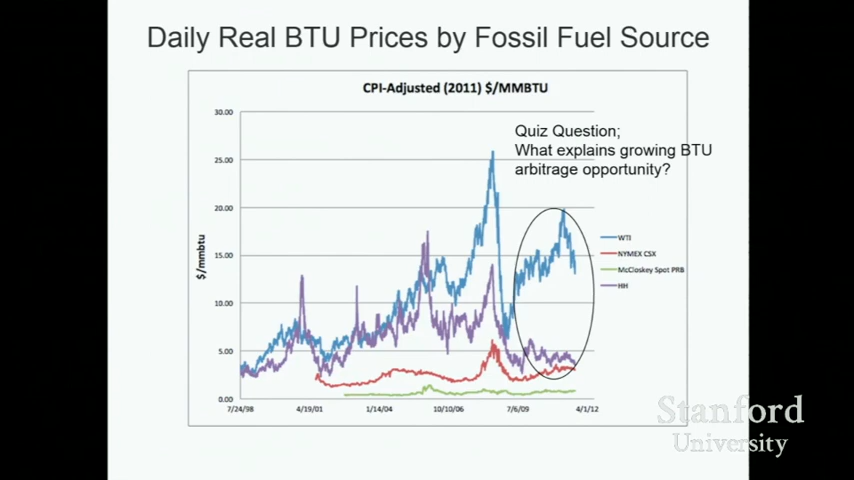 Daily Real BTU Prices by Fossil Fuel Source
CPI-Adjusted (2011) $/MMBTU
30.00
25.00
20.00
15.00
10.00
5.00
0.00
$/mmbtu
Quiz Question;
What explains growing BTU
arbitrage opportunity?
WTI
NYMEX CSX
McCloskey Spot PRB
HH
7/24/98
4/19/01
1/14/04
10/10/06
7/6/09
4/1/12
Stanford
University